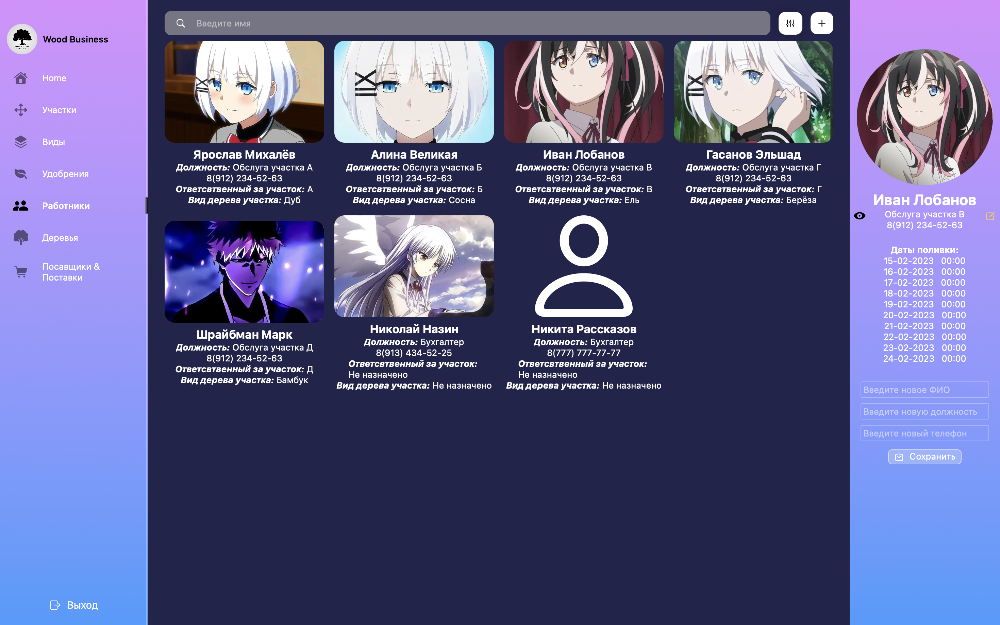 Wood Business
Home
Участки
Виды
Удобрения
Работники
Деревья
Посавщики &
Поставки
Выход
Введите имя
Ярослав Михалёв
Должность: Обслуга участка А
8(912) 234-52-63
Ответсвтвенный за участок: А
Вид дерева участка: Дуб
Алина Великая
Должность: Обслуга участка Б
8(912) 234-52-63
Ответсвтвенный за участок: Б
Вид дерева участка: Сосна
Иван Лобанов
Должность: Обслуга участка В
8(912) 234-52-63
Ответсвтвенный за участок: В
Вид дерева участка: Ель
Гасанов Эльшад
Должность: Обслуга участка Г
8(912) 234-52-63
Ответсвтвенный за участок: Г
Вид дерева участка: Берёза
Шрайбман Марк
Должность: Обслуга участка Д
8(912) 234-52-63
Ответсвтвенный за участок: Д
Вид дерева участка: Бамбук
Николай Назин
Должность: Бухгалтер
8(913) 434-52-25
Ответсвтвенный за участок:
Не назначено
Вид дерева участка: Не назначено
Никита Рассказов
Должность: Бухгалтер
8(777) 777-77-77
Ответсвтвенный за участок:
Не назначено
Вид дерева участка: Не назначено
Иван Лобанов
Обслуга участка В
8(912) 234-52-63
Даты поливки:
15-02-2023 00:00
16-02-2023 00:00
17-02-2023 00:00
18-02-2023 00:00
19-02-2023 00:00
20-02-2023 00:00
21-02-2023 00:00
22-02-2023 00:00
23-02-2023 00:00
24-02-2023 00:00
Введите новое ФИО
Введите новую должность
Введите новый телефон
Сохранить